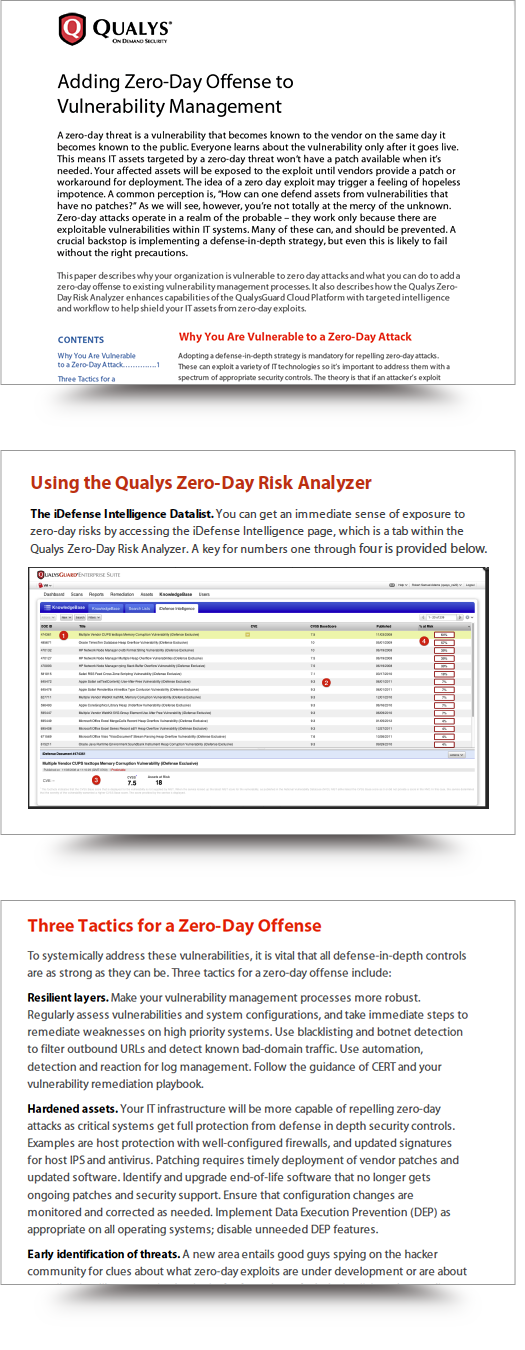 QUALYS®
ON DEMAND SECURITY
Adding Zero-Day Offense to
Vulnerability Management
A zero-day threat is a vulnerability that becomes known to the vendor on the same day it
becomes known to the public. Everyone learns about the vulnerability only after it goes live.
This means IT assets targeted by a zero-day threat won't have a patch available when it's
needed. Your affected assets will be exposed to the exploit until vendors provide a patch or
workaround for deployment. The idea of a zero day exploit may trigger a feeling of hopeless
impotence. A common perception is, "How can one defend assets from vulnerabilities that
have no patches?" As we will see, however, you're not totally at the mercy of the unknown.
Zero-day attacks operate in a realm of the probable – they work only because there are
exploitable vulnerabilities within IT systems. Many of these can, and should be prevented. A
crucial backstop is implementing a defense-in-depth strategy, but even this is likely to fail
without the right precautions.
This paper describes why your organization is vulnerable to zero day attacks and what you can do to add a
zero-day offense to existing vulnerability management processes. It also describes how the Qualys Zero-
Day Risk Analyzer enhances capabilities of the QualysGuard Cloud Platform with targeted intelligence
and workflow to help shield your IT assets from zero-day exploits.
CONTENTS
Why You Are Vulnerable
to a Zero-Day Attack..............1
Three Tactics for a
Why You Are Vulnerable to a Zero-Day Attack
Adopting a defense-in-depth strategy is mandatory for repelling zero-day attacks.
These can exploit a variety of IT technologies so it's important to address them with a
spectrum of appropriate security controls. The theory is that if an attacker's exploit
Using the Qualys Zero-Day Risk Analyzer
The iDefense Intelligence Datalist. You can get an immediate sense of exposure to
zero-day risks by accessing the iDefense Intelligence page, which is a tab within the
Qualys Zero-Day Risk Analyzer. A key for numbers one through four is provided below.
QUALYSGUARD® ENTERPRISE SUITE
Dashboard Scans Reports Remediation Assets KnowledgeBase Users
KnowledgeBase KnowledgeBase Search Lists iDefense Intelligence
Title CVE CVSS BaseScore Published % at Risk
1
4
2
iDefense Document #474381
Multiple Vendor CUPS texttops Memory Corruption Vulnerability (iDefense Exclusive)
3
7.5
Assets at Risk
18
Three Tactics for a Zero-Day Offense
To systemically address these vulnerabilities, it is vital that all defense-in-depth controls
are as strong as they can be. Three tactics for a zero-day offense include:
Resilient layers. Make your vulnerability management processes more robust.
Regularly assess vulnerabilities and system configurations, and take immediate steps to
remediate weaknesses on high priority systems. Use blacklisting and botnet detection
to filter outbound URLs and detect known bad-domain traffic. Use automation,
detection and reaction for log management. Follow the guidance of CERT and your
vulnerability remediation playbook.
Hardened assets. Your IT infrastructure will be more capable of repelling zero-day
attacks as critical systems get full protection from defense in depth security controls.
Examples are host protection with well-configured firewalls, and updated signatures
for host IPS and antivirus. Patching requires timely deployment of vendor patches and
updated software. Identify and upgrade end-of-life software that no longer gets
ongoing patches and security support. Ensure that configuration changes are
monitored and corrected as needed. Implement Data Execution Prevention (DEP) as
appropriate on all operating systems; disable unneeded DEP features.
Early identification of threats. A new area entails good guys spying on the hacker
community for clues about what zero-day exploits are under development or are about